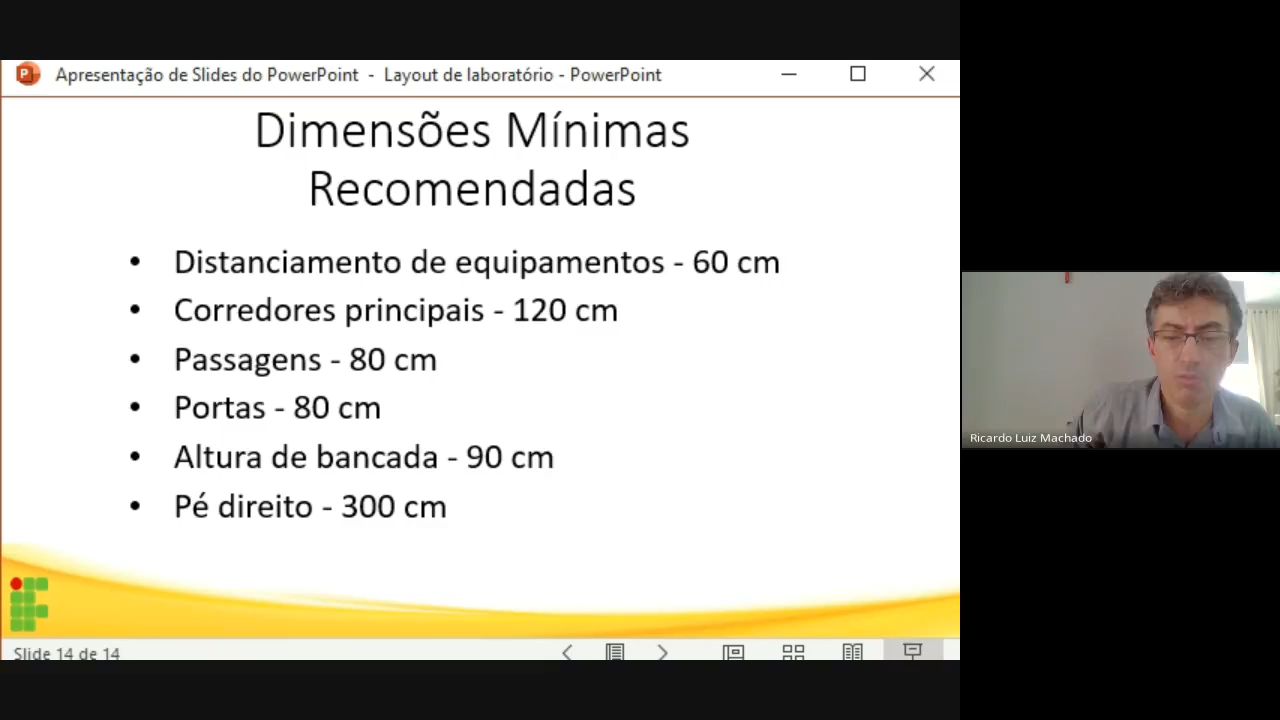 Apresentação de Slides do PowerPoint - Layout de laboratório - PowerPoint
Dimensões Mínimas
Recomendadas
• Distanciamento de equipamentos - 60 cm
• Corredores principais - 120 cm
• Passagens - 80 cm
• Portas - 80 cm
• Altura de bancada - 90 cm
• Pé direito - 300 cm
Slide 14 de 14
Ricardo Luiz Machado